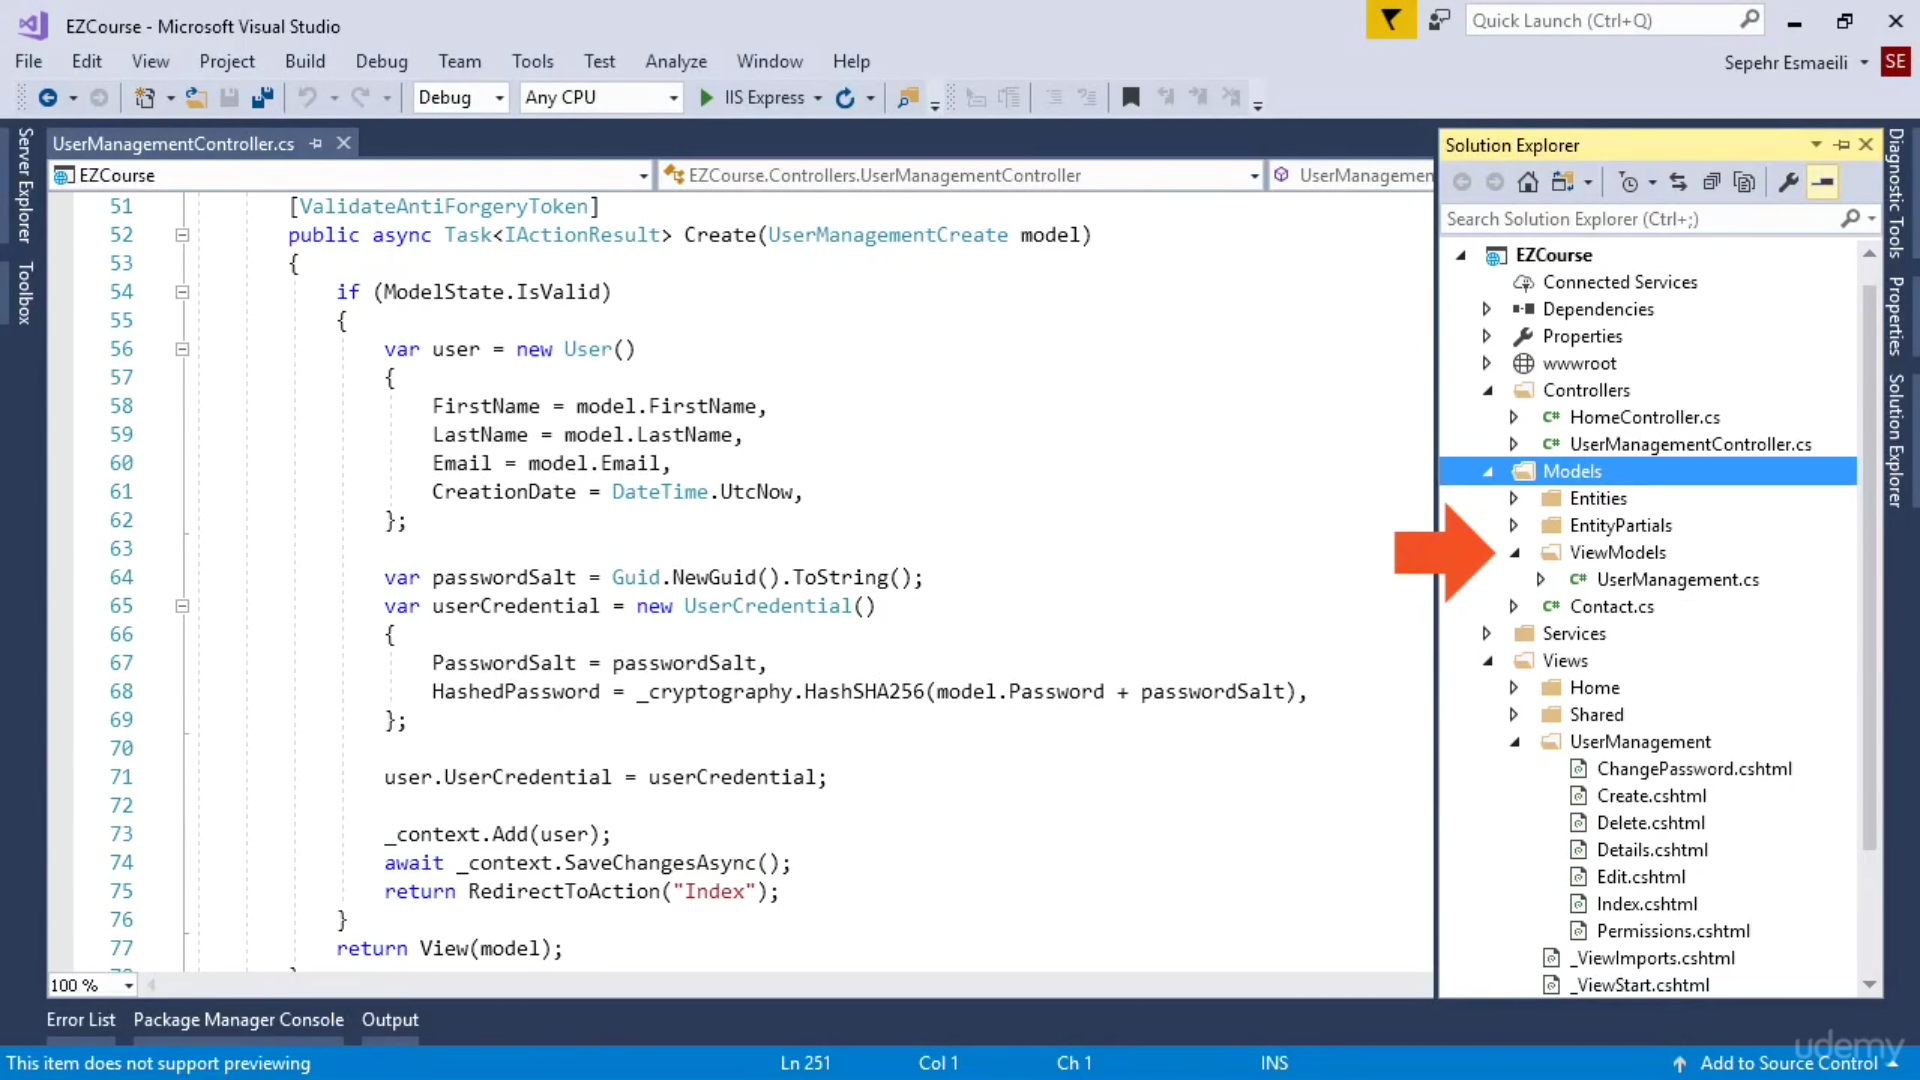 EZCourse - Microsoft Visual Studio
Quick Launch (Ctrl+Q)
File Edit View Project Build Debug Team Tools Test Analyze Window Help
Sepehr Esmaeili SE
Debug Any CPU IIS Express
Server Explorer
Toolbox
UserManagementController.cs
EZCourse EZCourse.Controllers.UserManagementController UserManagemen
51 [ValidateAntiForgeryToken]
52 public async Task<IActionResult> Create(UserManagementCreate model)
53 {
54 if (ModelState.IsValid)
55 {
56 var user = new User()
57 {
58 FirstName = model.FirstName,
59 LastName = model.LastName,
60 Email = model.Email,
61 CreationDate = DateTime.UtcNow,
62 };
63
64 var passwordSalt = Guid.NewGuid().ToString();
65 var userCredential = new UserCredential()
66 {
67 PasswordSalt = passwordSalt,
68 HashedPassword = _cryptography.HashSHA256(model.Password + passwordSalt),
69 };
70
71 user.UserCredential = userCredential;
72
73 _context.Add(user);
74 await _context.SaveChangesAsync();
75 return RedirectToAction("Index");
76 }
77 return View(model);
100 %
Solution Explorer
Search Solution Explorer (Ctrl+;)
EZCourse
Connected Services
Dependencies
Properties
wwwroot
Controllers
C# HomeController.cs
C# UserManagementController.cs
Models
Entities
EntityPartials
ViewModels
C# UserManagement.cs
C# Contact.cs
Services
Views
Home
Shared
UserManagement
ChangePassword.cshtml
Create.cshtml
Delete.cshtml
Details.cshtml
Edit.cshtml
Index.cshtml
Permissions.cshtml
_ViewImports.cshtml
_ViewStart.cshtml
Diagnostic Tools
Properties
Solution Explorer
Error List Package Manager Console Output
This item does not support previewing Ln 251 Col 1 Ch 1 INS Add to Source Control
udemy